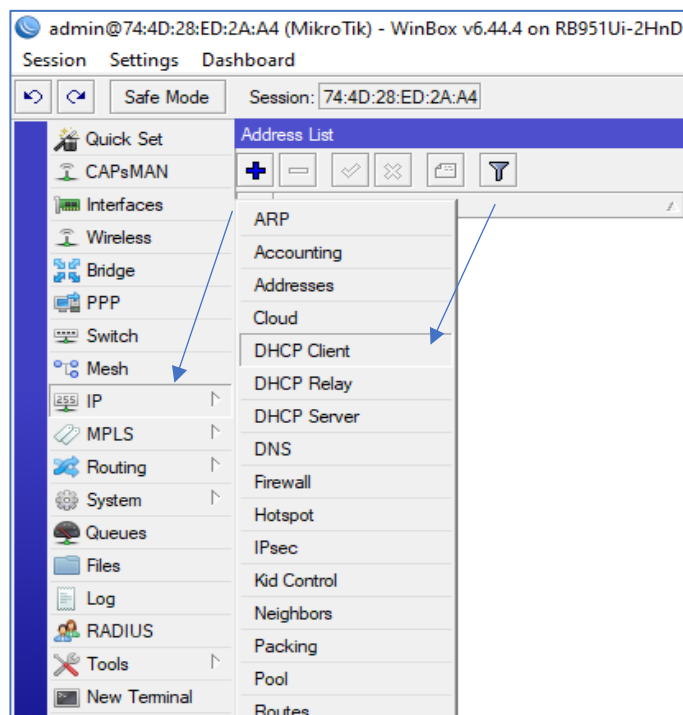 admin@74:4D:28:ED:2A:A4 (MikroTik) - WinBox v6.44.4 on RB951Ui-2HnD
Session Settings Dashboard
Safe Mode Session: 74:4D:28:ED:2A:A4
Quick Set
CAPsMAN
Interfaces
Wireless
Bridge
PPP
Switch
Mesh
255 IP
MPLS
Routing
System
Queues
Files
Log
RADIUS
Tools
New Terminal
Address List
ARP
Accounting
Addresses
Cloud
DHCP Client
DHCP Relay
DHCP Server
DNS
Firewall
Hotspot
IPsec
Kid Control
Neighbors
Packing
Pool
Routes